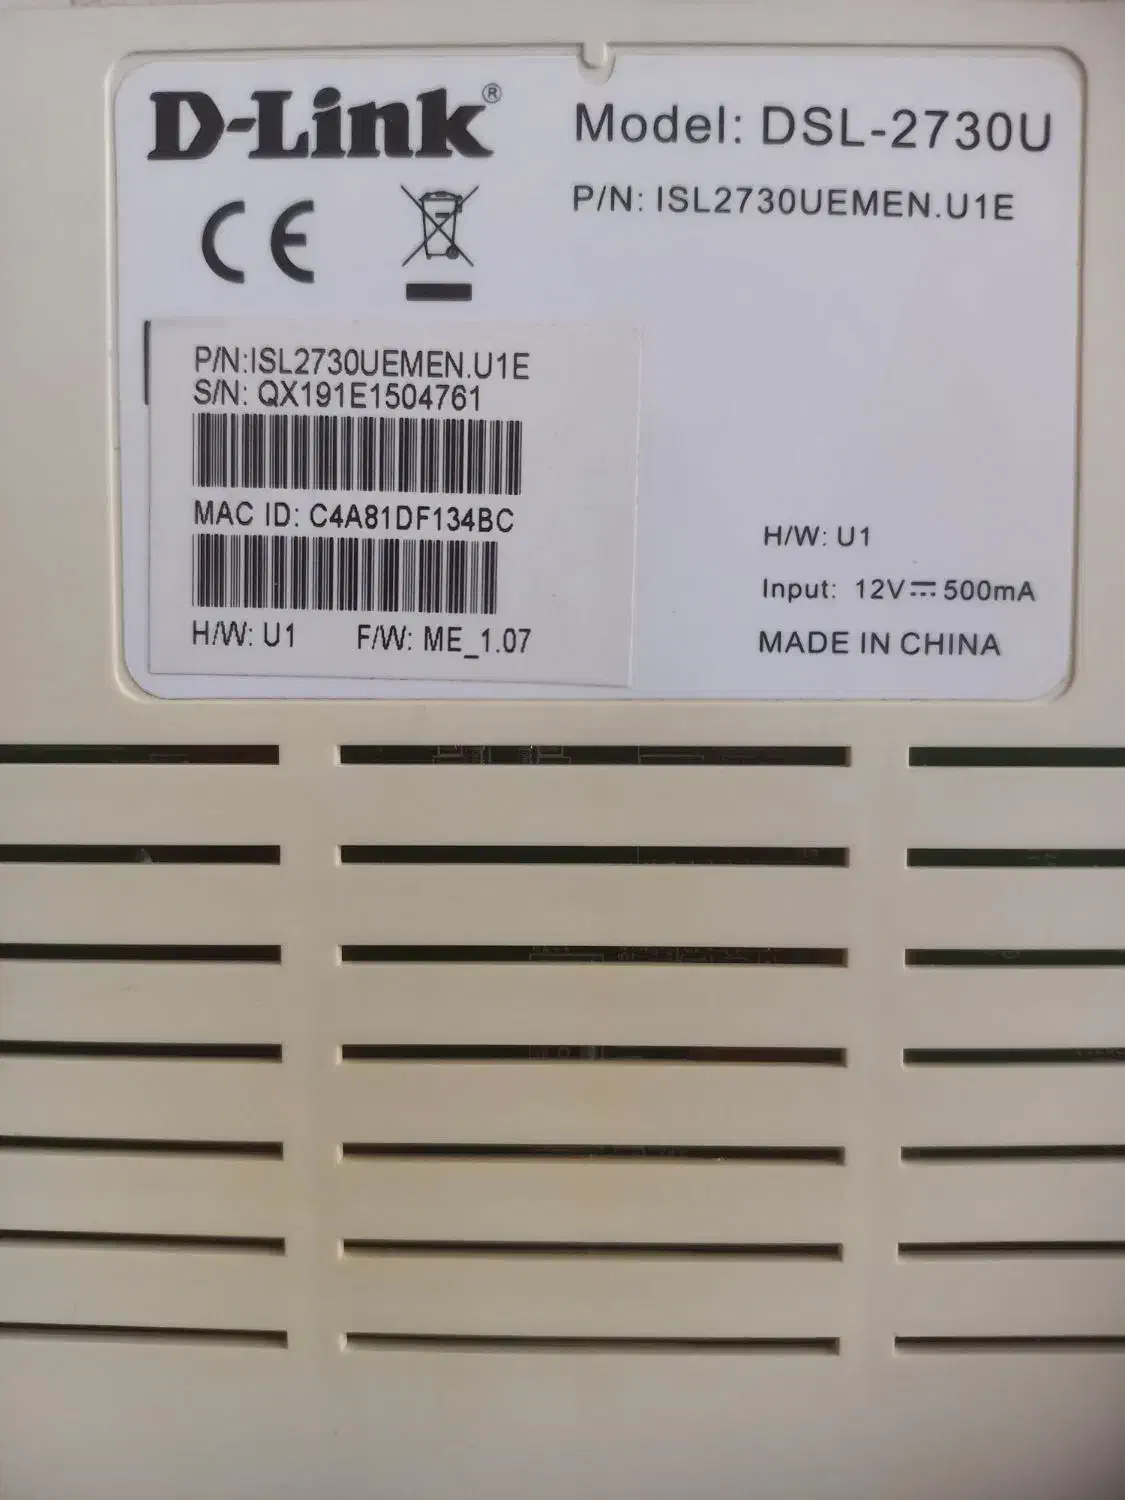 D-Link®
Model: DSL-2730U
P/N: ISL2730UEMEN.U1E
CE
P/N:ISL2730UEMEN.U1E
S/N: QX191E1504761
MAC ID: C4A81DF134BC
H/W: U1 F/W: ME_1.07
H/W: U1
Input: 12V⎓500mA
MADE IN CHINA